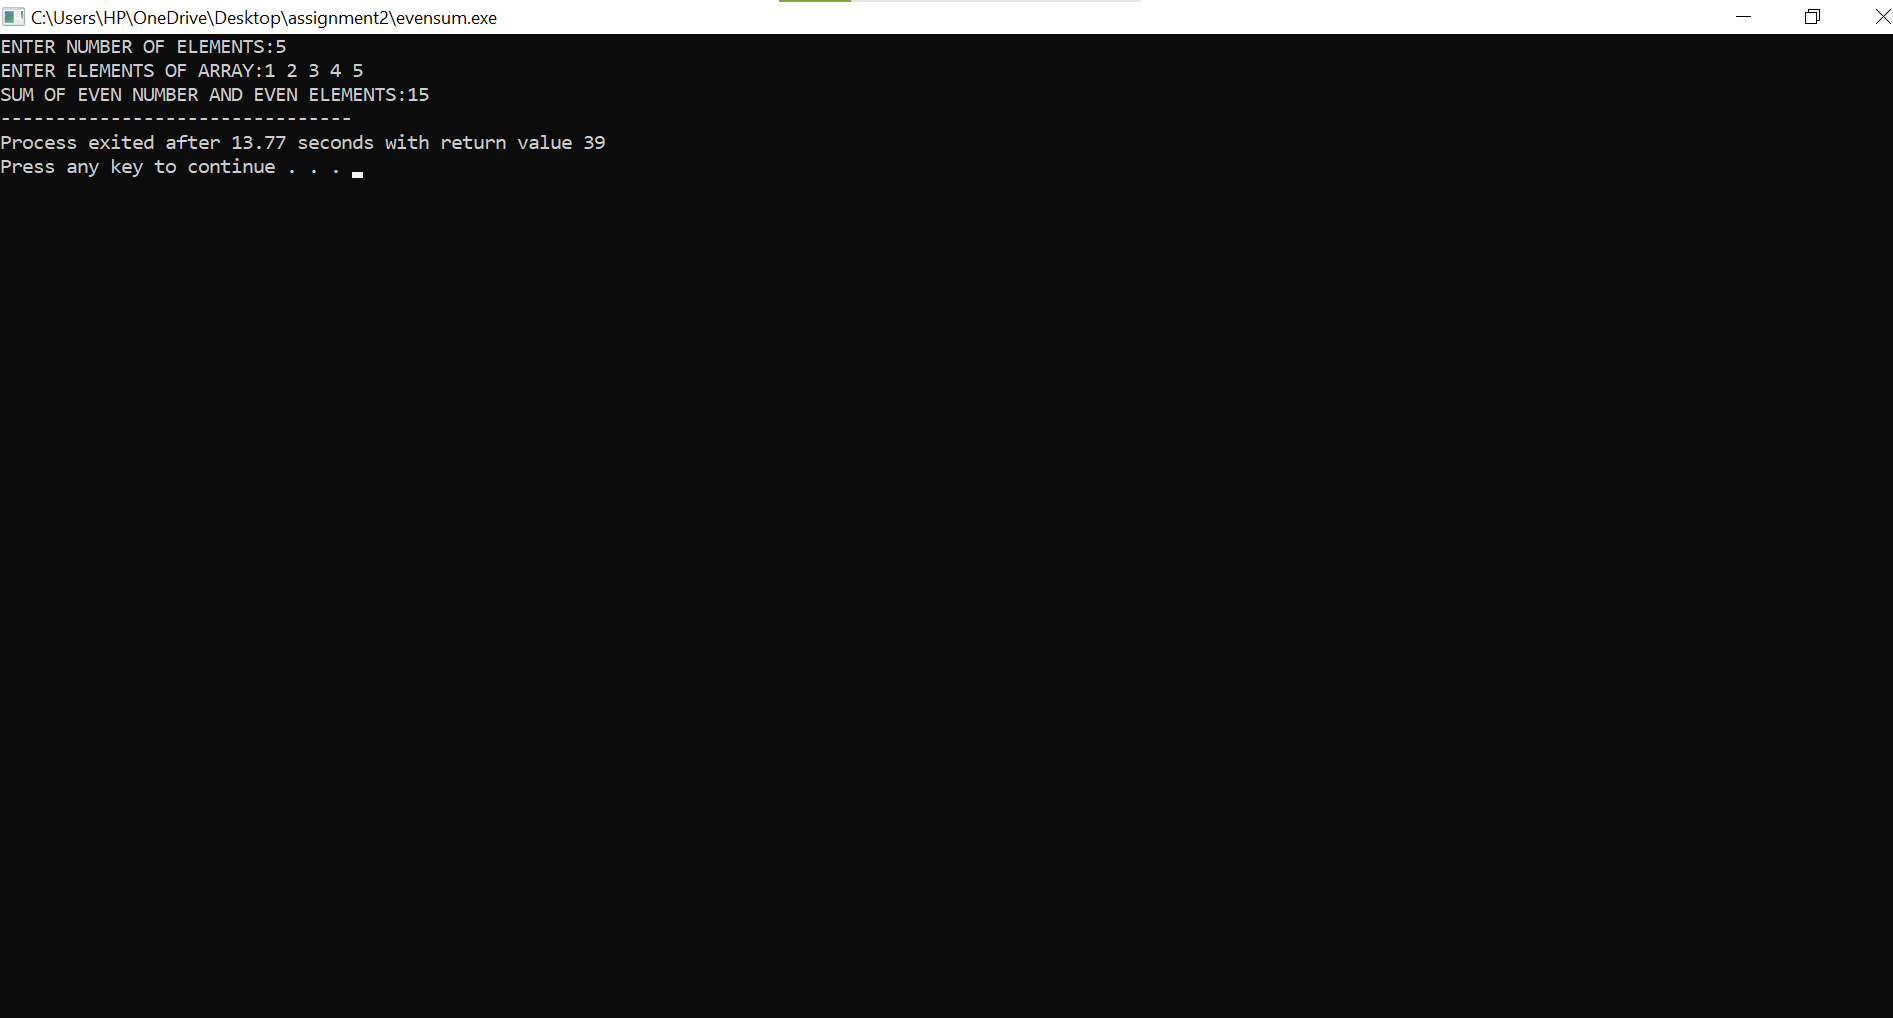 C:\Users\HP\OneDrive\Desktop\assignment2\evensum.exe
ENTER NUMBER OF ELEMENTS:5
ENTER ELEMENTS OF ARRAY:1 2 3 4 5
SUM OF EVEN NUMBER AND EVEN ELEMENTS:15
--------------------------------
Process exited after 13.77 seconds with return value 39
Press any key to continue . . .